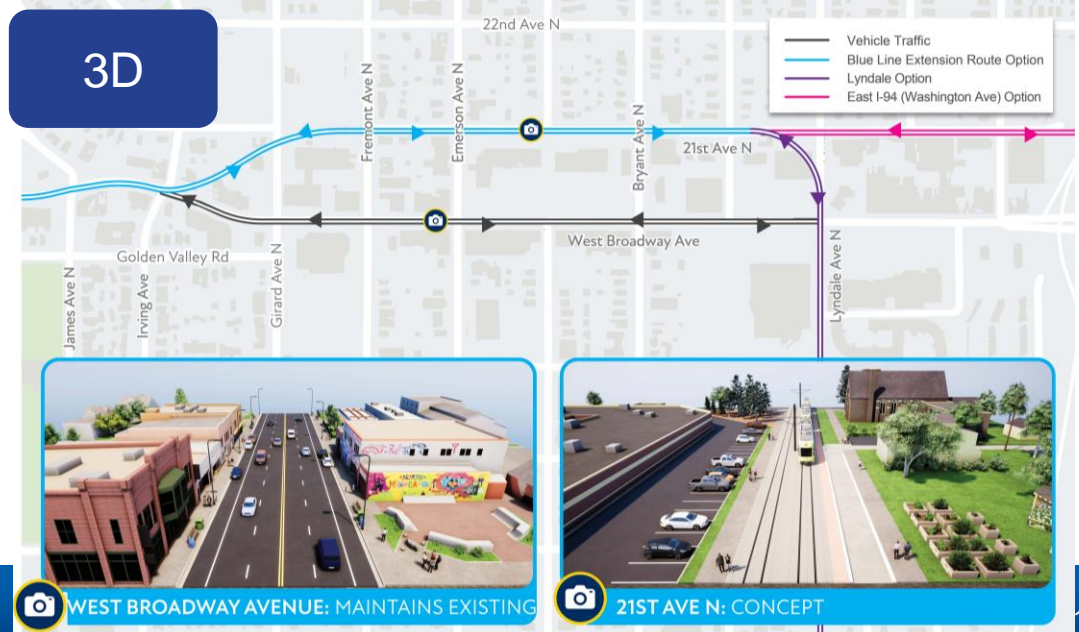 3D
22nd Ave N
Vehicle Traffic
Blue Line Extension Route Option
Lyndale Option
East I-94 (Washington Ave) Option
Fremont Ave N
Emerson Ave N
Bryant Ave N
21st Ave N
West Broadway Ave
Golden Valley Rd
James Ave N
Irving Ave
Girard Ave N
Lyndale Ave N
WEST BROADWAY AVENUE: MAINTAINS EXISTING
21ST AVE N: CONCEPT